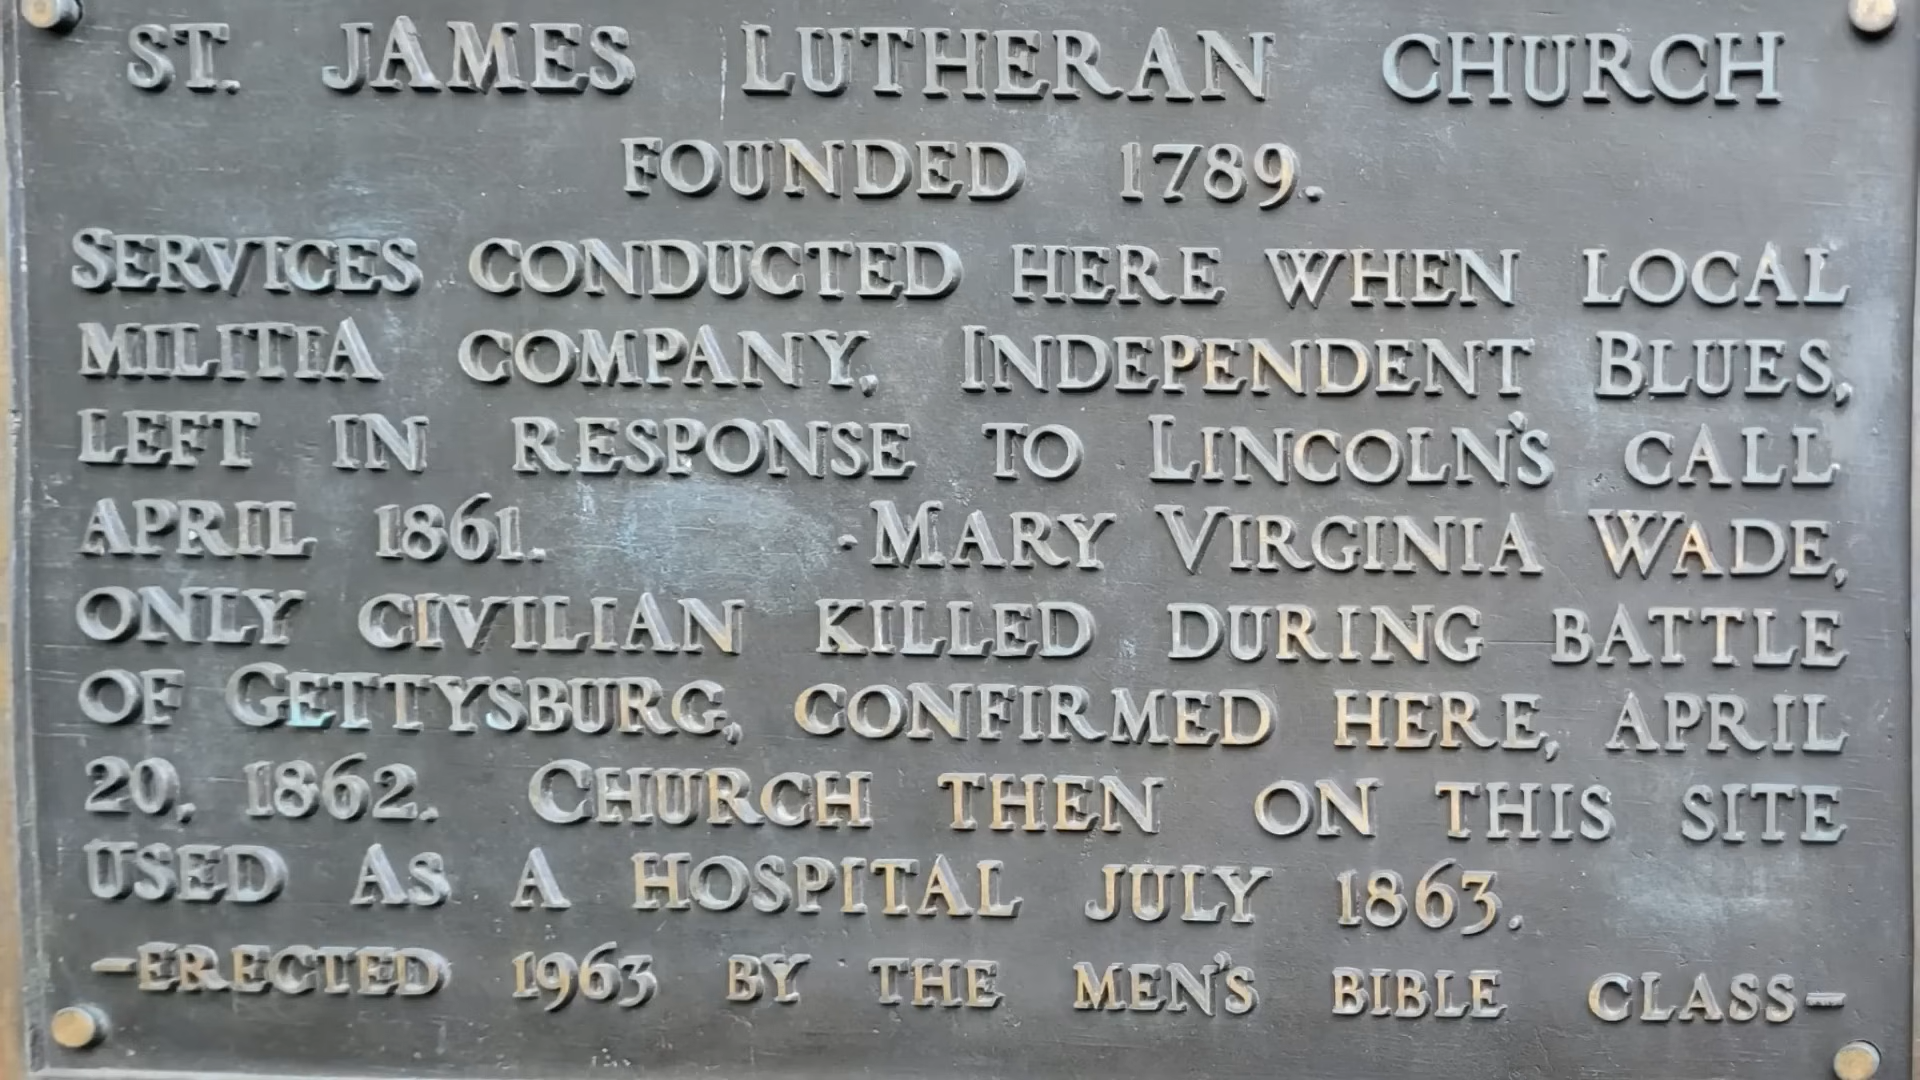 ST. JAMES LUTHERAN CHURCH
FOUNDED 1789.
SERVICES CONDUCTED HERE WHEN LOCAL
MILITIA COMPANY, INDEPENDENT BLUES,
LEFT IN RESPONSE TO LINCOLN'S CALL
APRIL 1861. ·MARY VIRGINIA WADE,
ONLY CIVILIAN KILLED DURING BATTLE
OF GETTYSBURG, CONFIRMED HERE, APRIL
20, 1862. CHURCH THEN ON THIS SITE
USED AS A HOSPITAL JULY 1863.
-ERECTED 1963 BY THE MEN'S BIBLE CLASS-